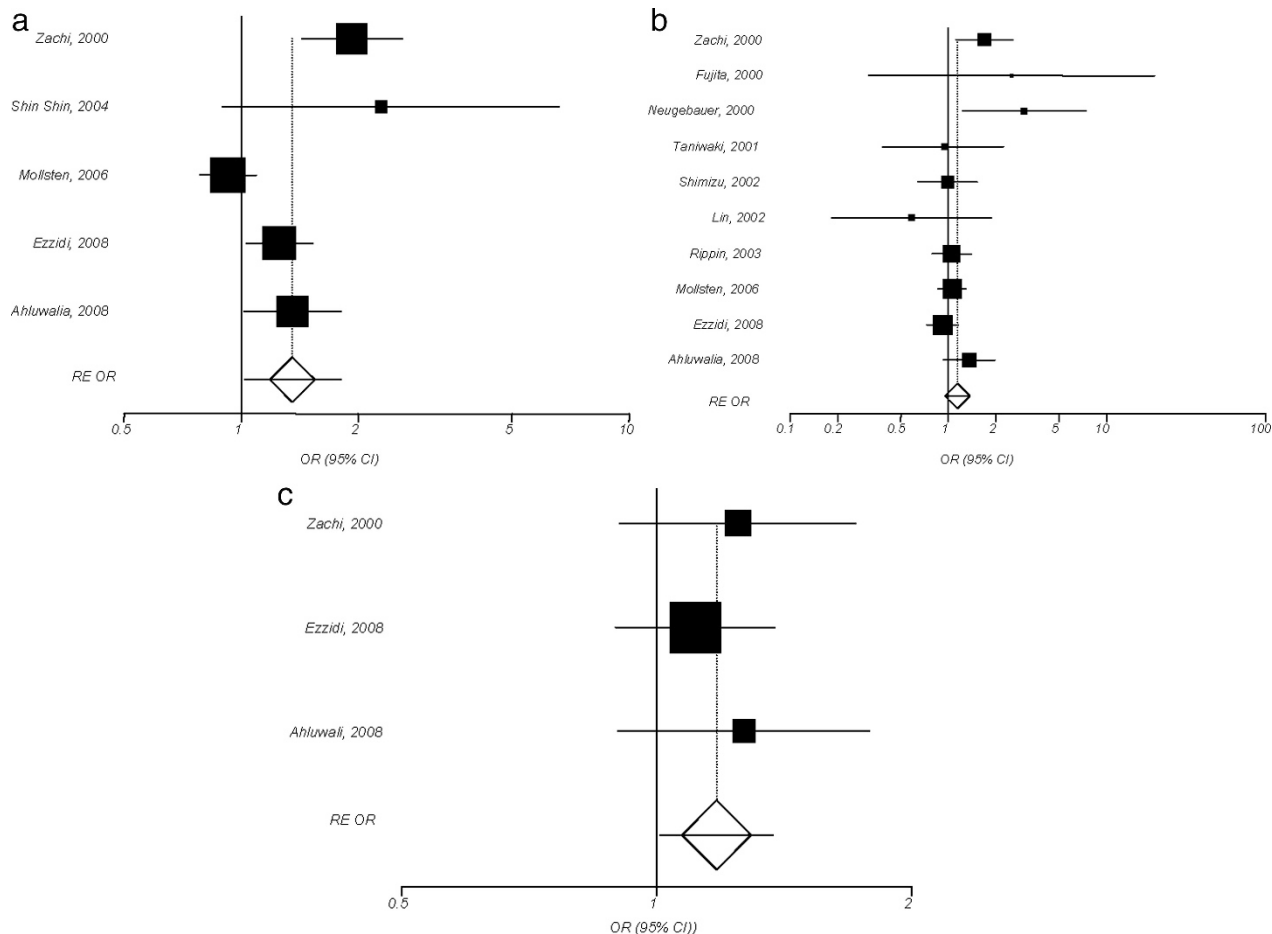 a
Zachi, 2000
Shin Shin, 2004
Mollsten, 2006
Ezzidi, 2008
Ahluwalia, 2008
RE OR
0.5 1 2 5 10
OR (95% CI)
b
Zachi, 2000
Fujita, 2000
Neugebauer, 2000
Taniwaki, 2001
Shimizu, 2002
Lin, 2002
Rippin, 2003
Mollsten, 2006
Ezzidi, 2008
Ahluwalia, 2008
RE OR
0.1 0.2 0.5 1 2 5 10 100
OR (95% CI)
c
Zachi, 2000
Ezzidi, 2008
Ahluwali, 2008
RE OR
0.5 1 2
OR (95% CI))